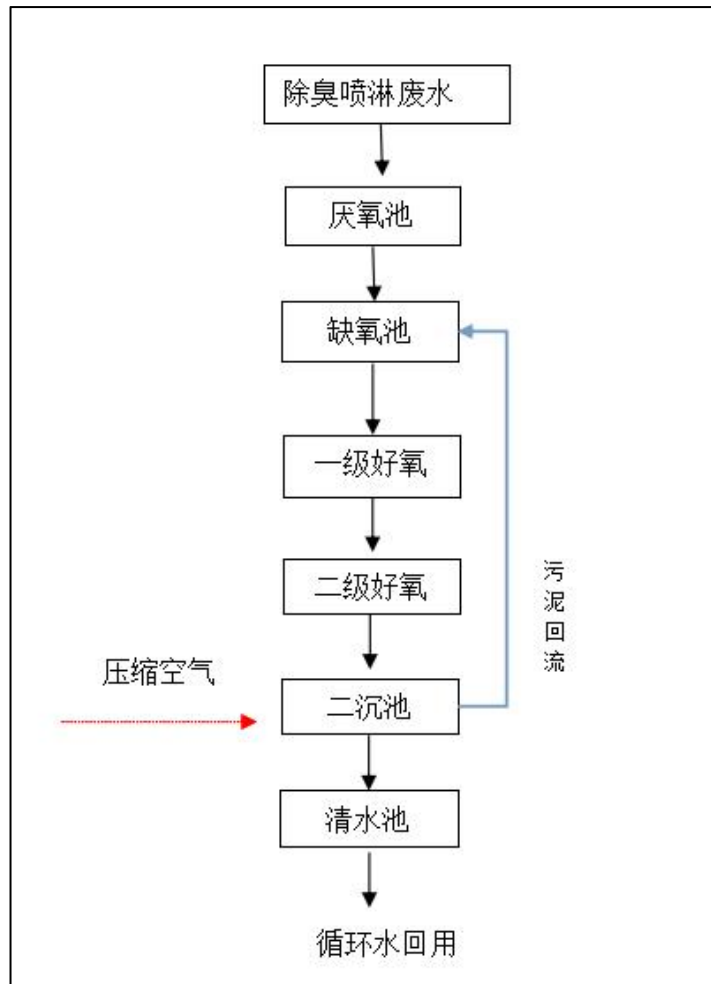 除臭喷淋废水
厌氧池
缺氧池
一级好氧
二级好氧
污泥回流
压缩空气
二沉池
清水池
循环水回用